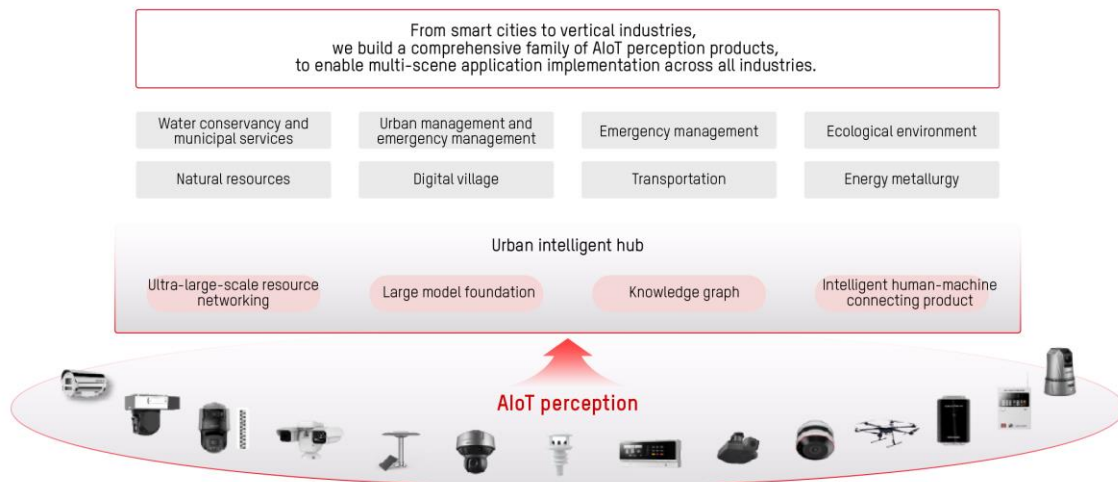 From smart cities to vertical industries,
we build a comprehensive family of AIoT perception products,
to enable multi-scene application implementation across all industries.
Water conservancy and
municipal services
Urban management and
emergency management
Emergency management
Ecological environment
Natural resources
Digital village
Transportation
Energy metallurgy
Urban intelligent hub
Ultra-large-scale resource
networking
Large model foundation
Knowledge graph
Intelligent human-machine
connecting product
AIoT perception